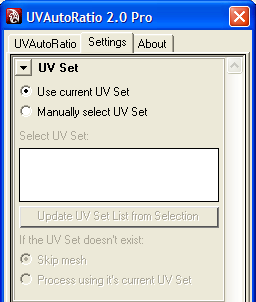 UVAutoRatio 2.0 Pro
UVAutoRatio Settings About
UV Set
Use current UV Set
Manually select UV Set
Select UV Set:
Update UV Set List from Selection
If the UV Set doesn't exist:
Skip mesh
Process using it's current UV Set